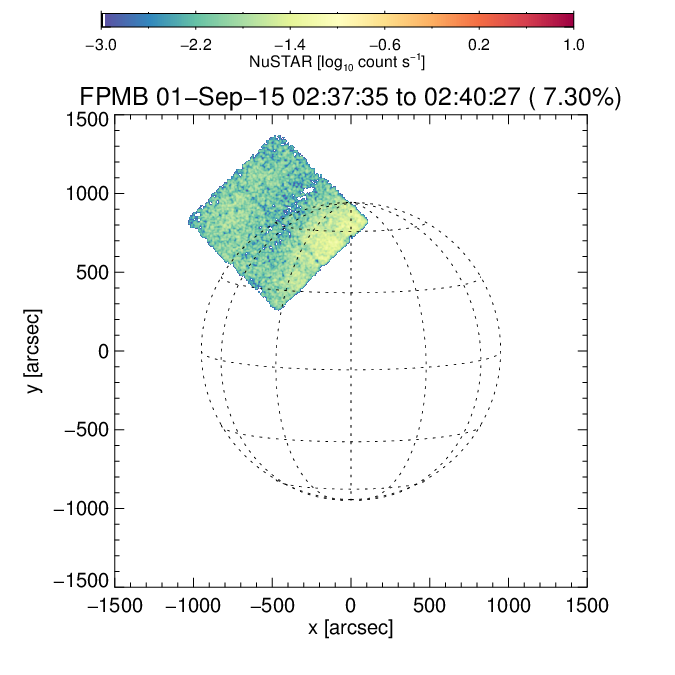 −3.0 −2.2 −1.4 −0.6 0.2 1.0
NuSTAR [log₁₀ count s⁻¹]
FPMB 01−Sep−15 02:37:35 to 02:40:27 ( 7.30%)
1500
1000
500
0
−500
−1000
−1500
y [arcsec]
−1500 −1000 −500 0 500 1000 1500
x [arcsec]